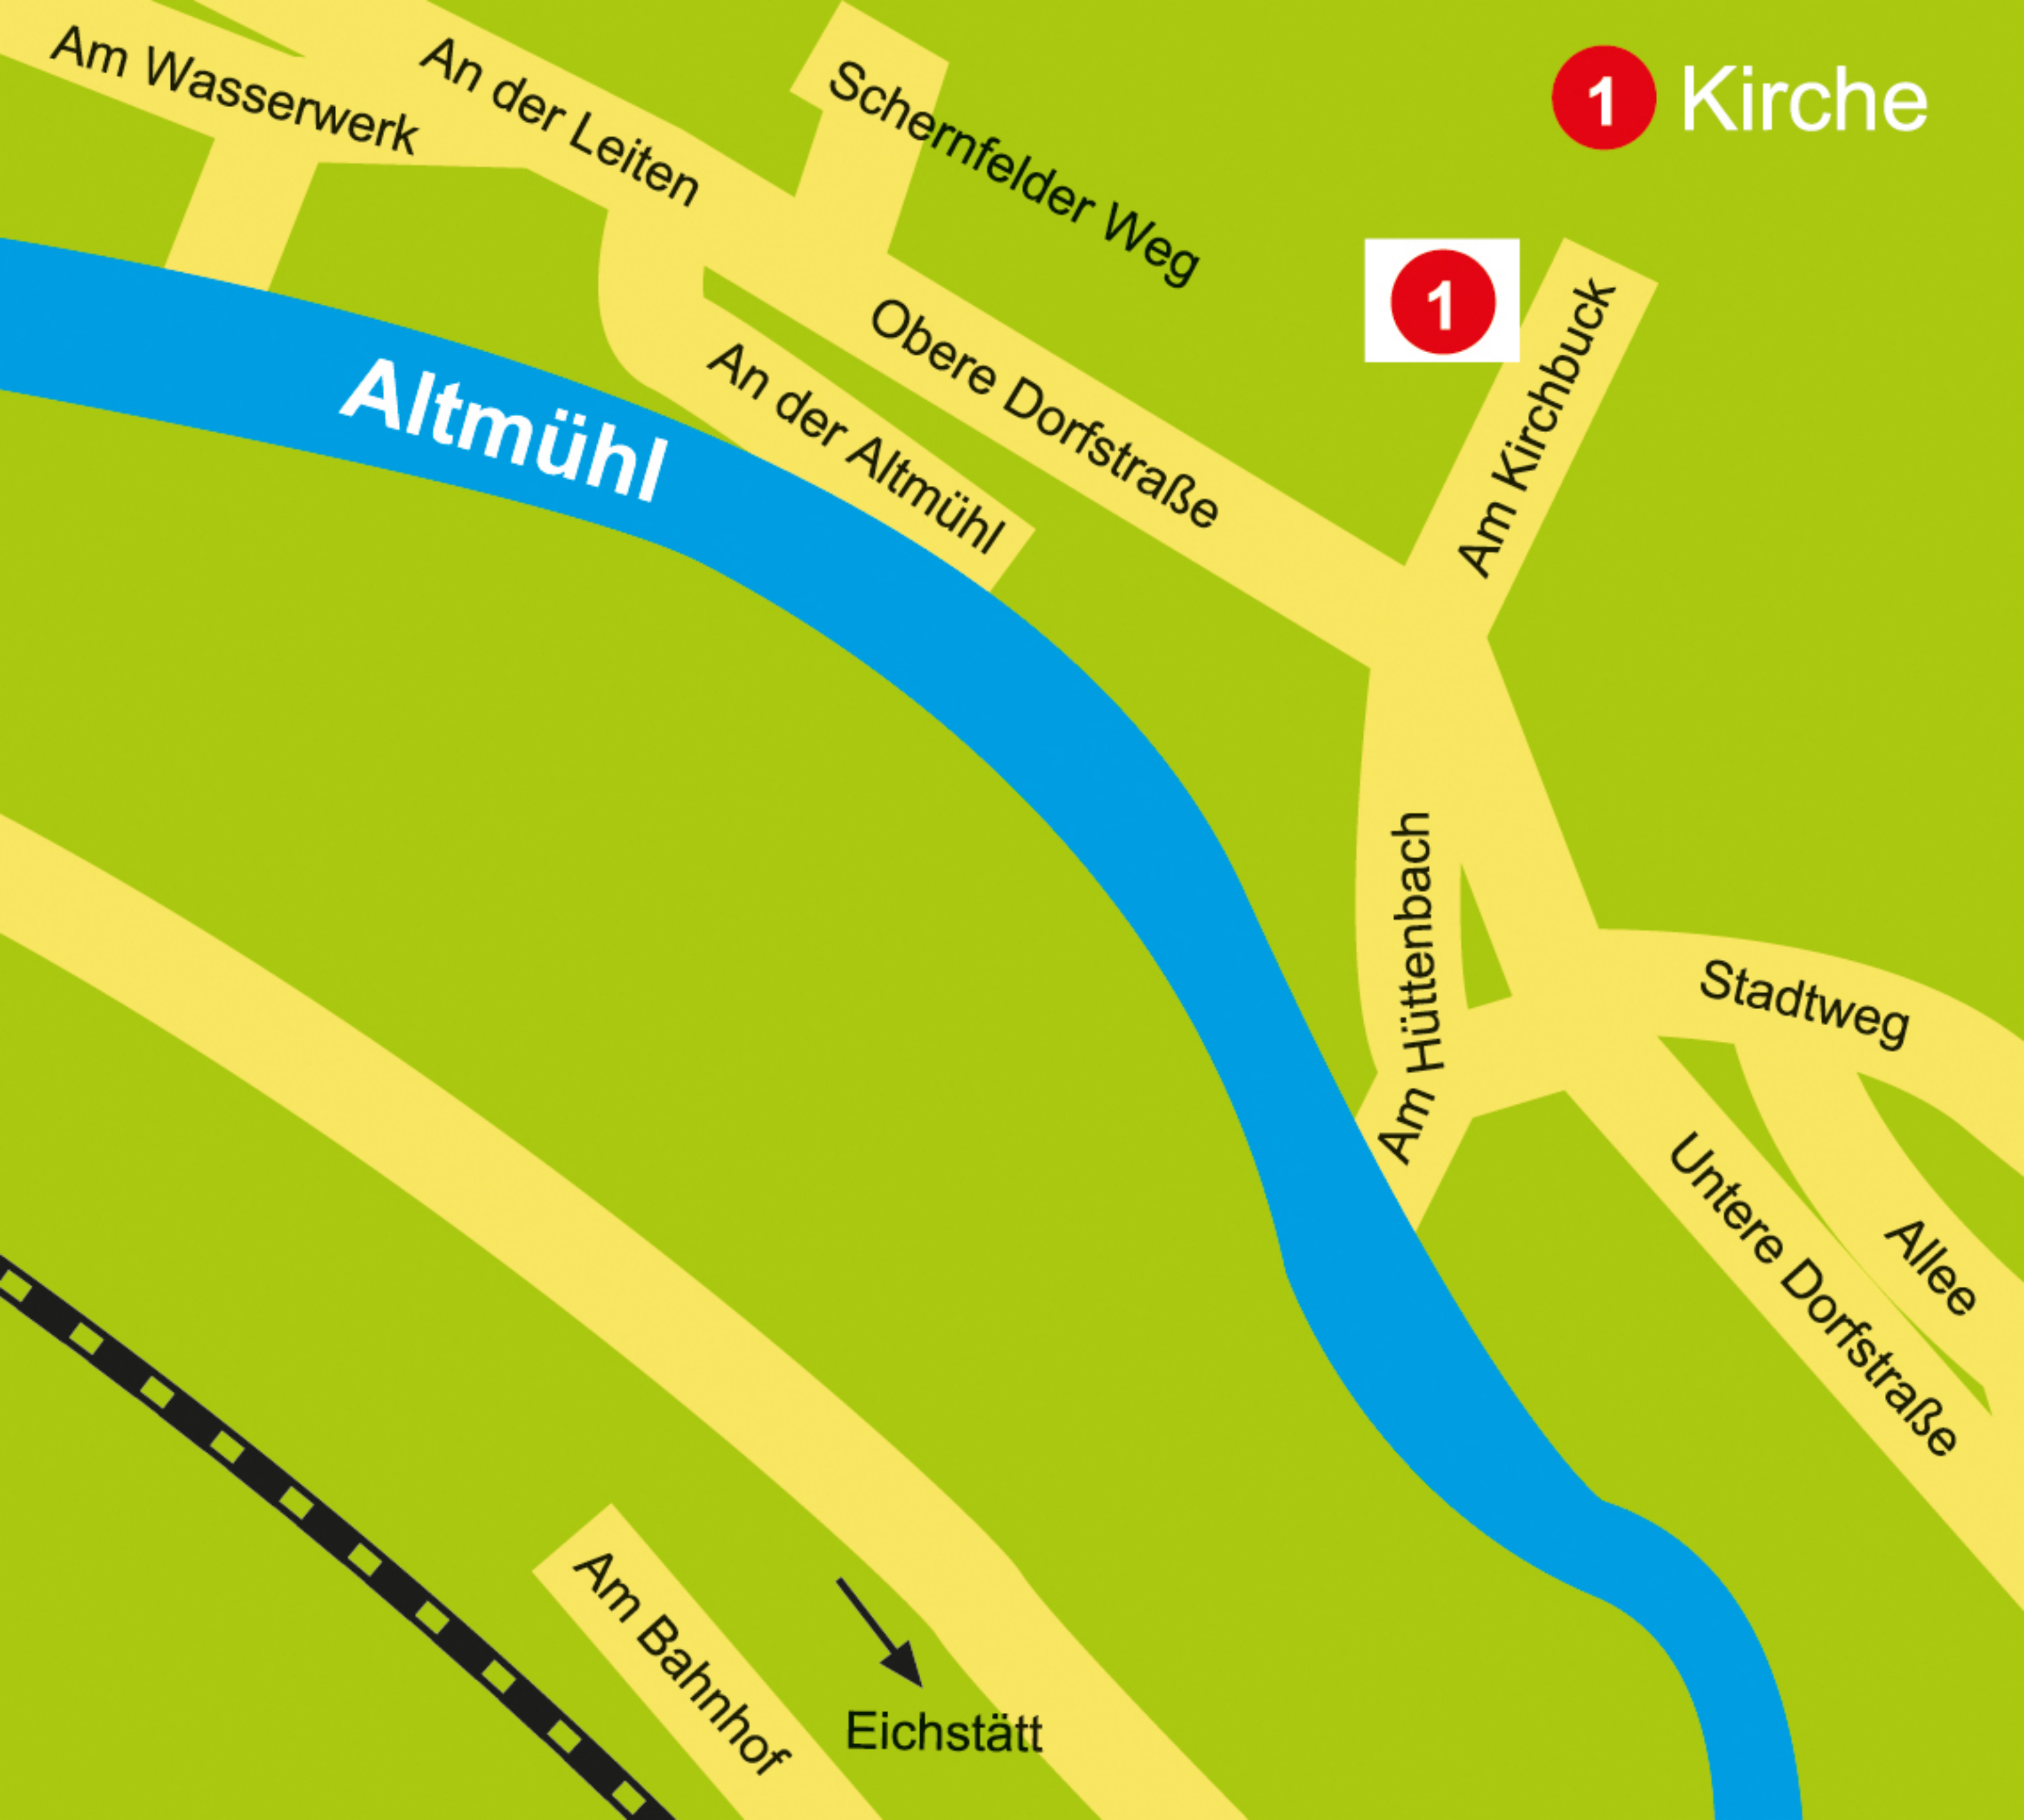 Am Wasserwerk
An der Leiten
Schernfelder Weg
1 Kirche
1
Am Kirchbuck
Obere Dorfstraße
An der Altmühl
Altmühl
Am Hüttenbach
Stadtweg
Allee
Untere Dorfstraße
Am Bahnhof
Eichstätt